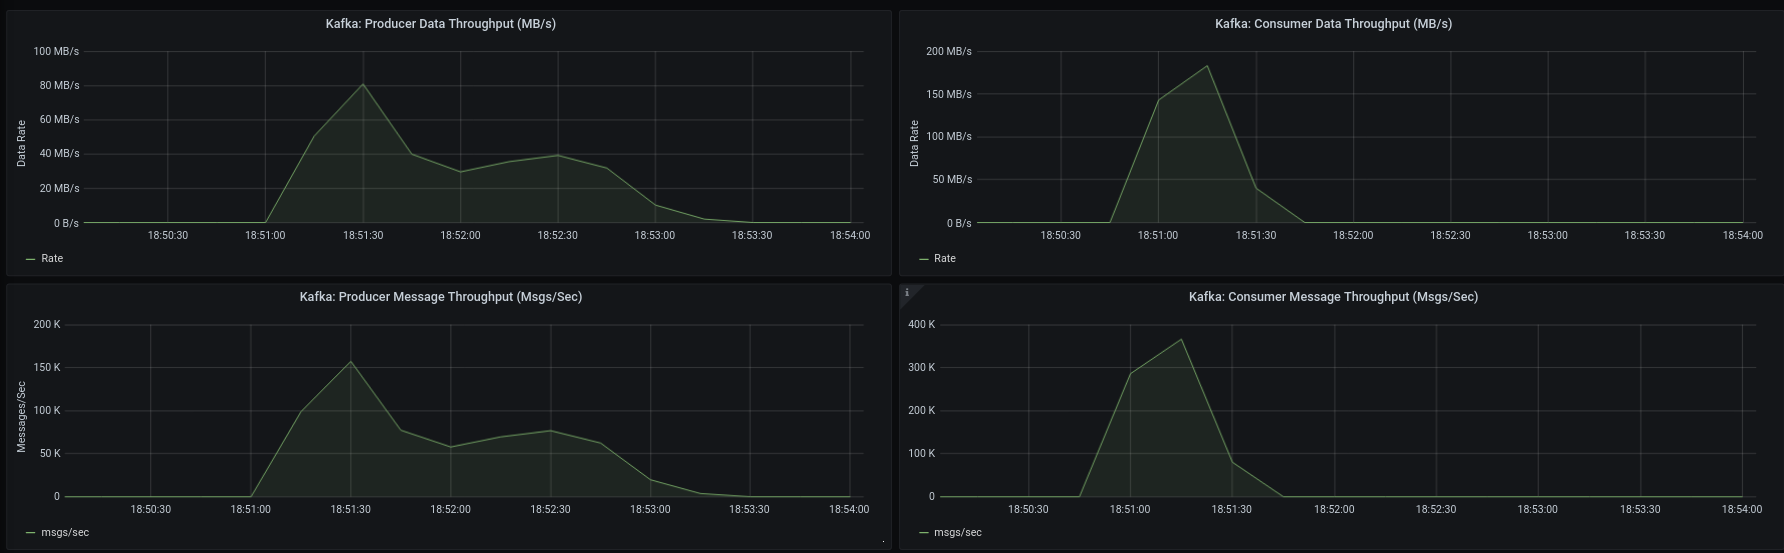 Kafka: Producer Data Throughput (MB/s)
100 MB/s
80 MB/s
60 MB/s
40 MB/s
20 MB/s
0 B/s
Data Rate
18:50:30 18:51:00 18:51:30 18:52:00 18:52:30 18:53:00 18:53:30 18:54:00
Rate
Kafka: Consumer Data Throughput (MB/s)
200 MB/s
150 MB/s
100 MB/s
50 MB/s
0 B/s
Data Rate
18:50:30 18:51:00 18:51:30 18:52:00 18:52:30 18:53:00 18:53:30 18:54:00
Rate
Kafka: Producer Message Throughput (Msgs/Sec)
200 K
150 K
100 K
50 K
0
Messages/Sec
18:50:30 18:51:00 18:51:30 18:52:00 18:52:30 18:53:00 18:53:30 18:54:00
msgs/sec
i
Kafka: Consumer Message Throughput (Msgs/Sec)
400 K
300 K
200 K
100 K
0
18:50:30 18:51:00 18:51:30 18:52:00 18:52:30 18:53:00 18:53:30 18:54:00
msgs/sec